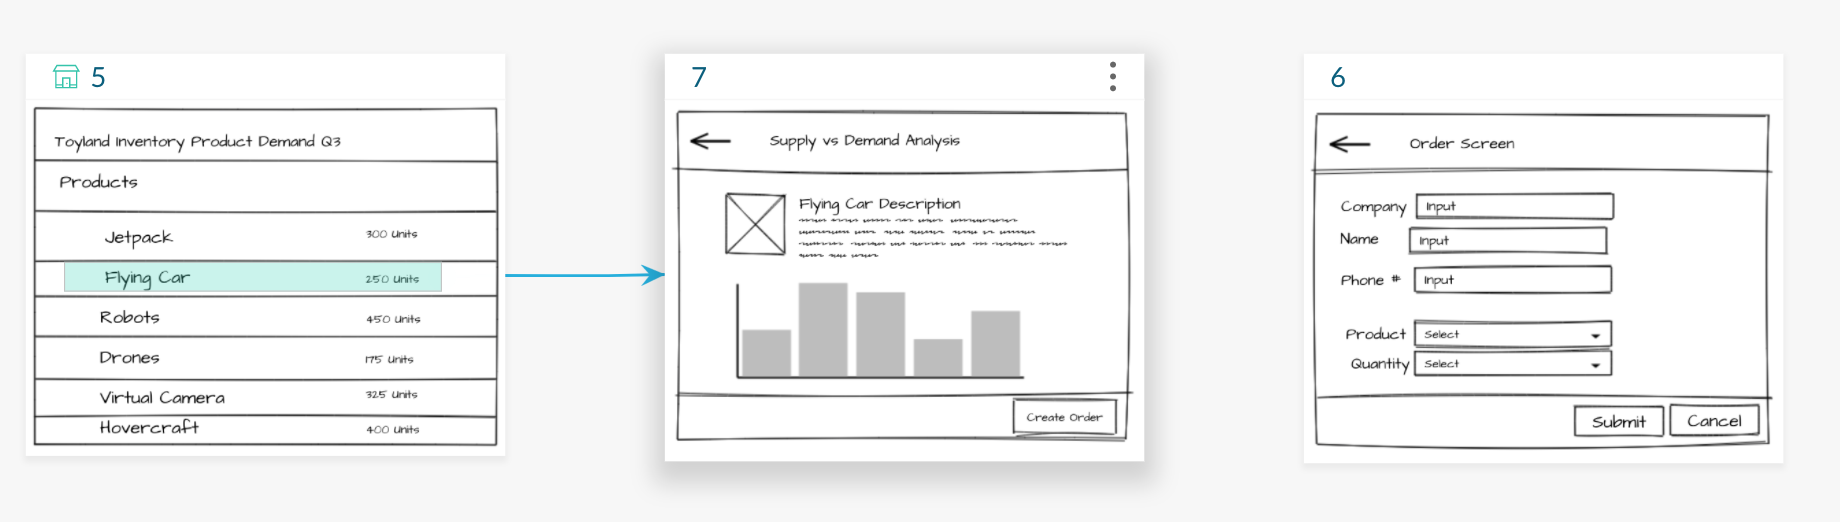 5
Toyland Inventory Product Demand Q3
Products
Jetpack 300 Units
Flying Car 250 Units
Robots 450 Units
Drones 175 Units
Virtual Camera 325 Units
Hovercraft 400 Units
7
Supply vs Demand Analysis
Flying Car Description
Create Order
6
Order Screen
Company Input
Name Input
Phone # Input
Product Select
Quantity Select
Submit Cancel